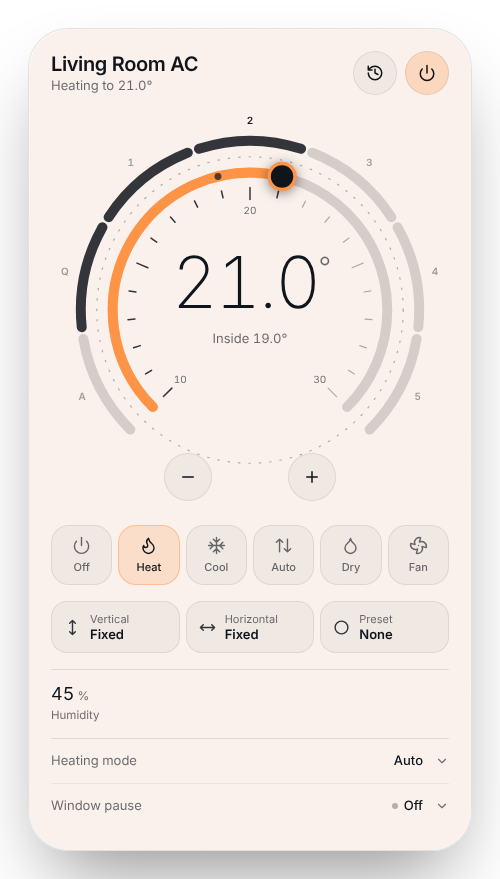 Living Room AC
Heating to 21.0°
2
1
3
20
Q
4
21.0°
Inside 19.0°
10
30
A
5
Off
Heat
Cool
Auto
Dry
Fan
Vertical
Fixed
Horizontal
Fixed
Preset
None
45 %
Humidity
Heating mode
Auto
Window pause
Off